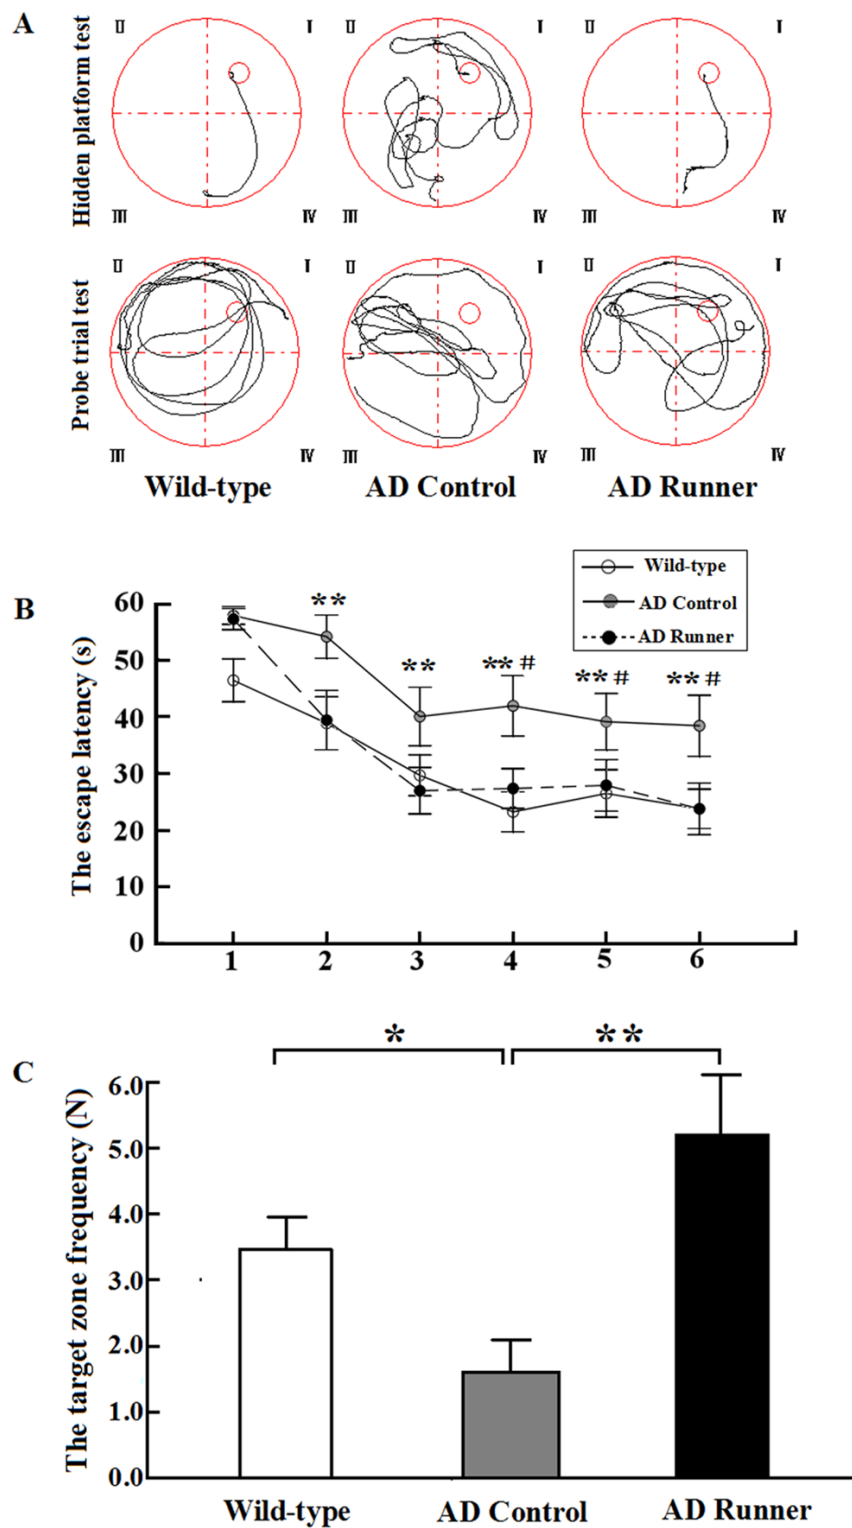 A
Hidden platform test
II I
II I
II I
III IV
III IV
III IV
Probe trial test
II I
II I
II I
III IV
III IV
III IV
Wild-type AD Control AD Runner
B
Wild-type
AD Control
AD Runner
The escape latency (s)
60
50
40
30
20
10
0
**
**
** #
** #
** #
1 2 3 4 5 6
C
* **
The target zone frequency (N)
6.0
5.0
4.0
3.0
2.0
1.0
0.0
Wild-type AD Control AD Runner